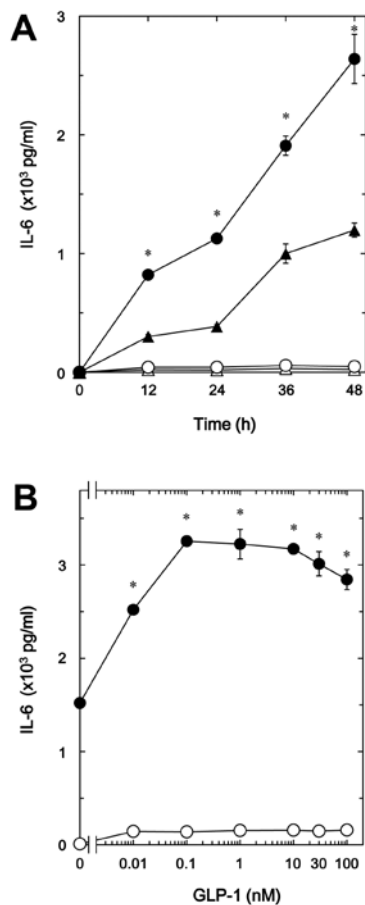 A
3
2
1
0
IL-6 (x10³ pg/ml)
*
*
*
*
0 12 24 36 48
Time (h)
B
3
2
1
0
IL-6 (x10³ pg/ml)
*
*
*
*
*
*
0 0.01 0.1 1 10 30 100
GLP-1 (nM)